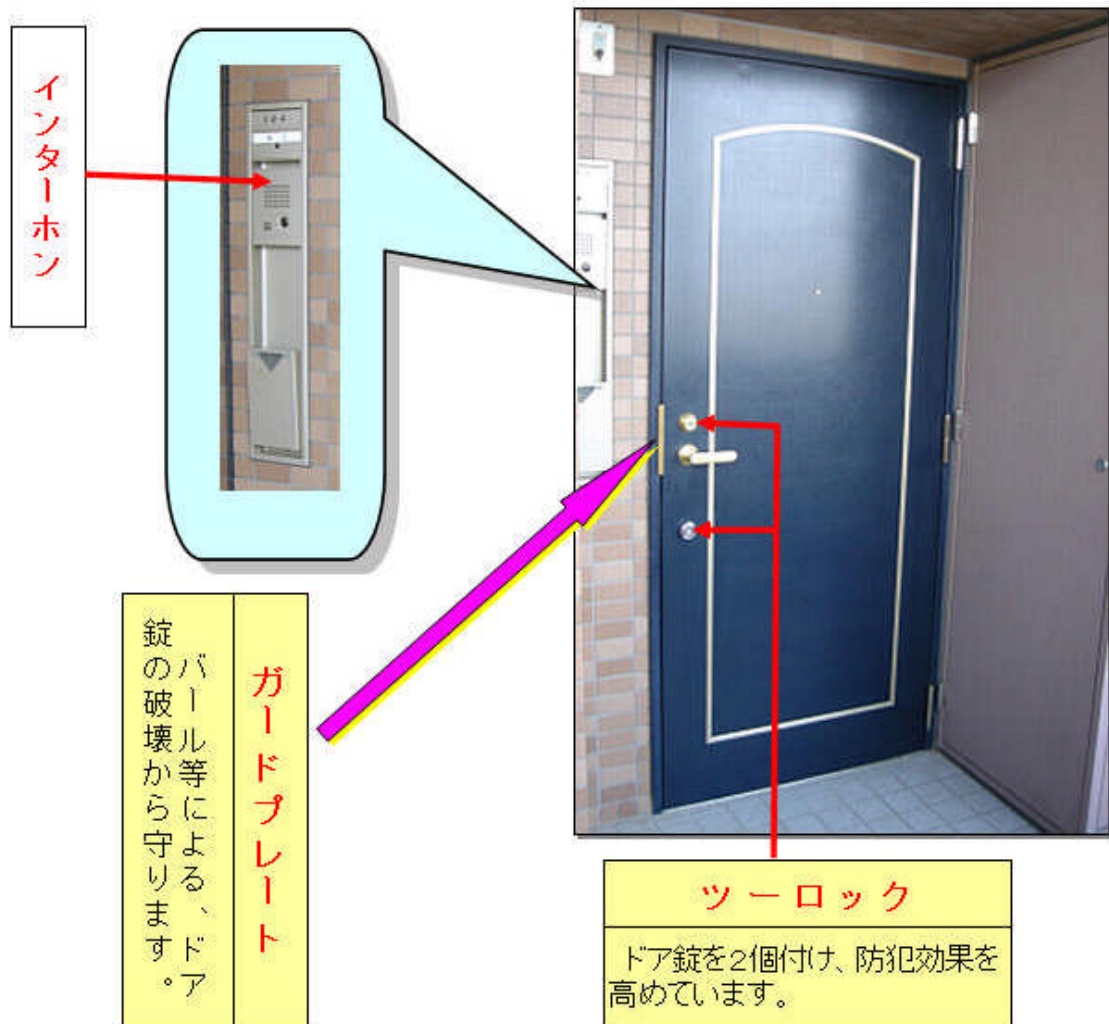 インターホン
ガードプレート
バール等による、ドア
錠の破壊から守ります。
ツーロック
ドア錠を2個付け、防犯効果を
高めています。